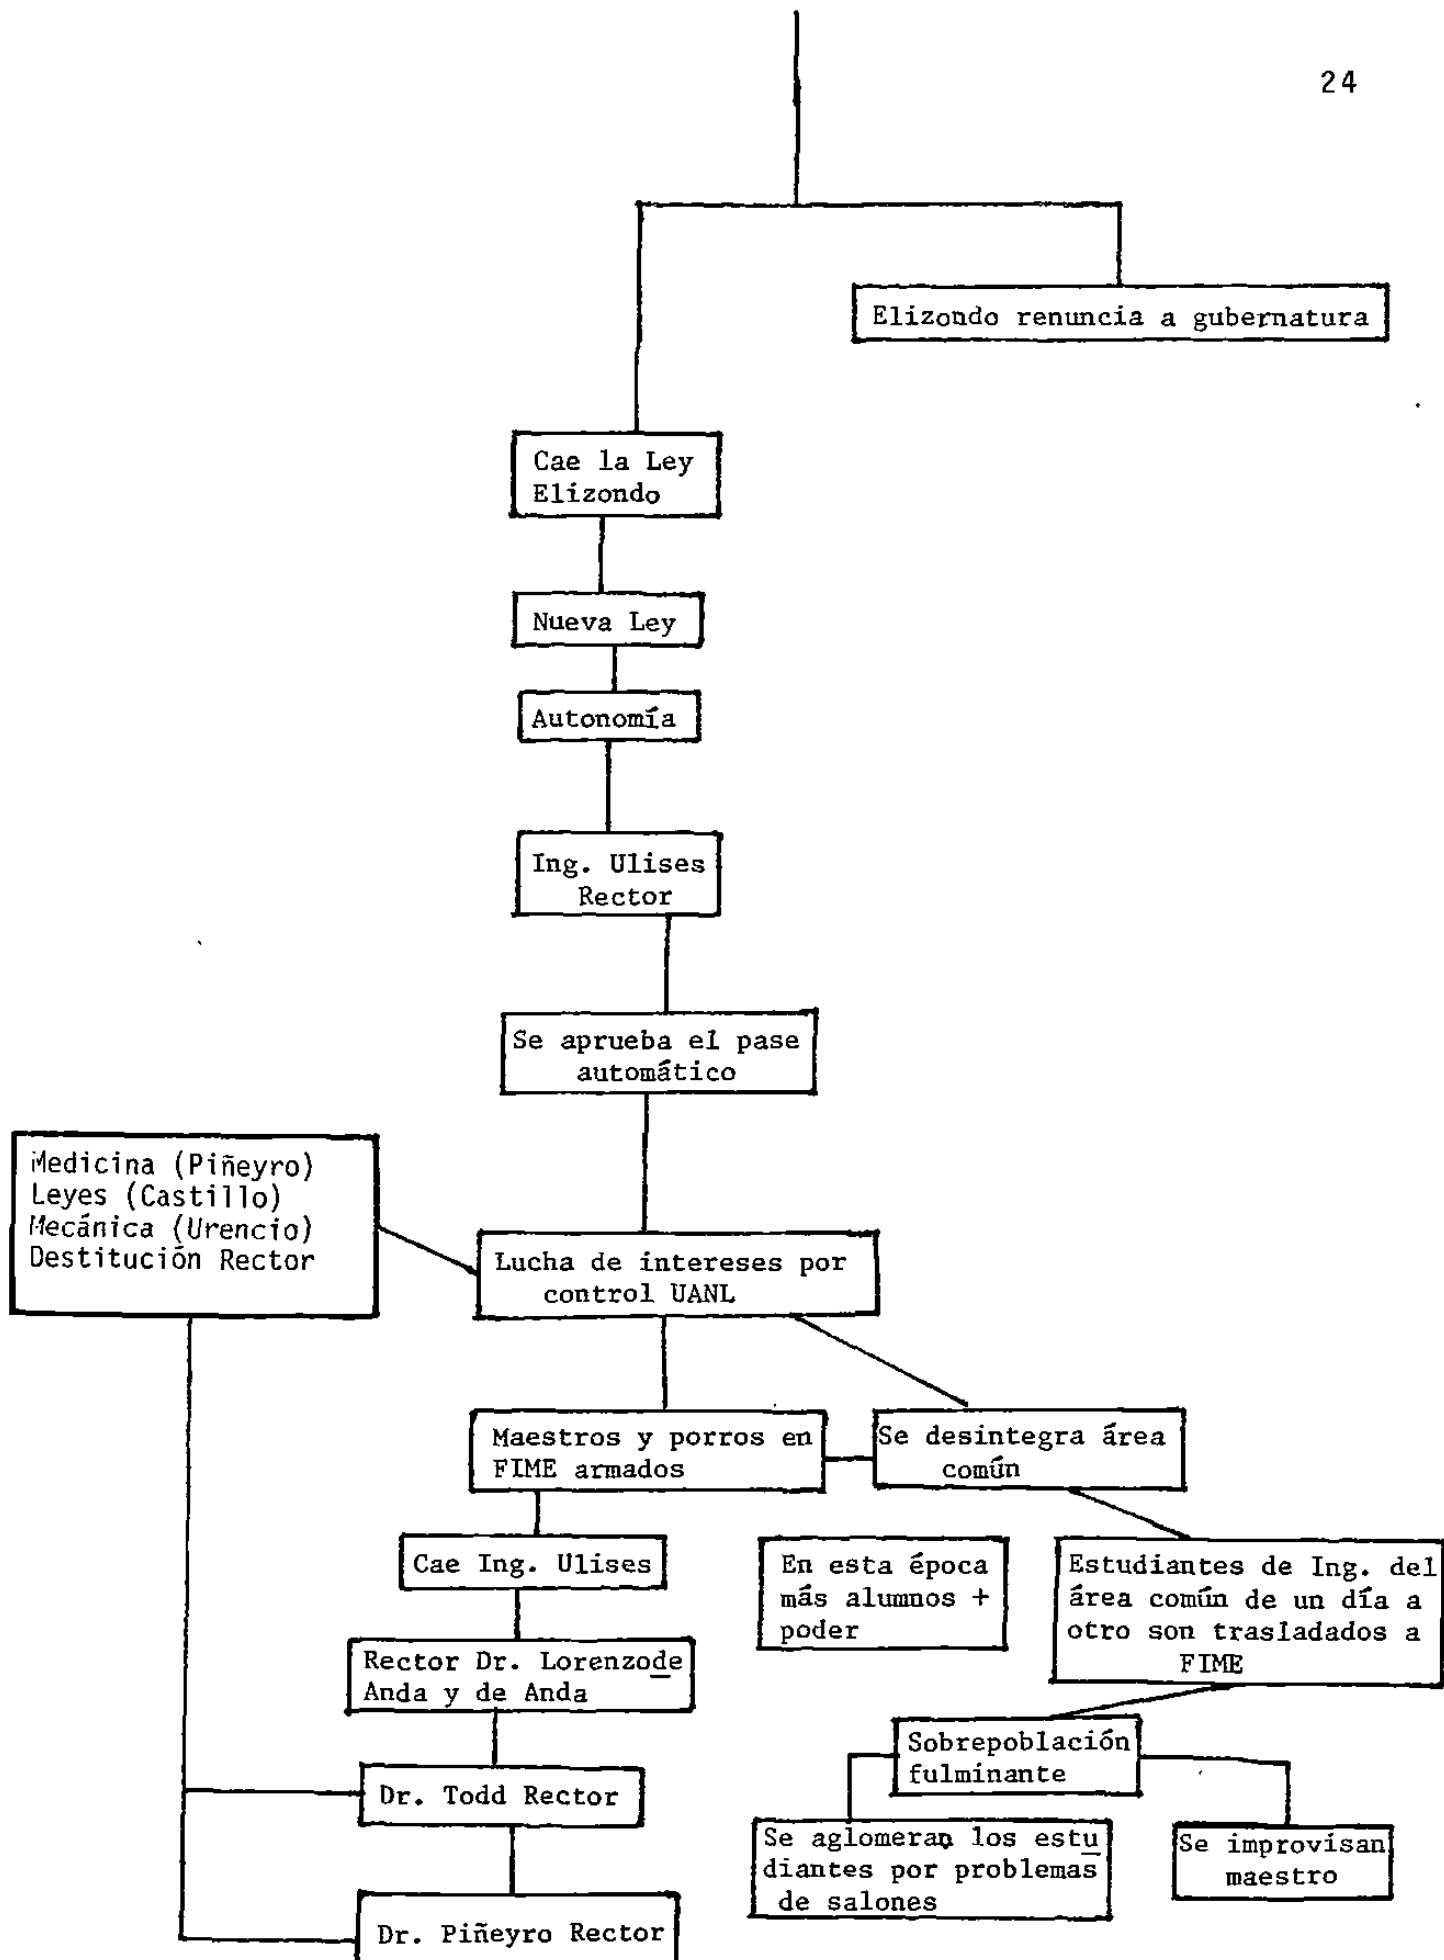 24
Elizondo renuncia a gubernatura
Cae la Ley
Elizondo
Nueva Ley
Autonomía
Ing. Ulises
Rector
Se aprueba el pase
automático
Medicina (Piñeyro)
Leyes (Castillo)
Mecánica (Urencio)
Destitución Rector
Lucha de intereses por
control UANL
Maestros y porros en
FIME armados
Se desintegra área
común
Cae Ing. Ulises
En esta época
más alumnos +
poder
Estudiantes de Ing. del
área común de un día a
otro son trasladados a
FIME
Rector Dr. Lorenzo de
Anda y de Anda
Sobrepoblación
fulminante
Dr. Todd Rector
Se aglomeran los estu
diantes por problemas
de salones
Se improvisan
maestro
Dr. Piñeyro Rector